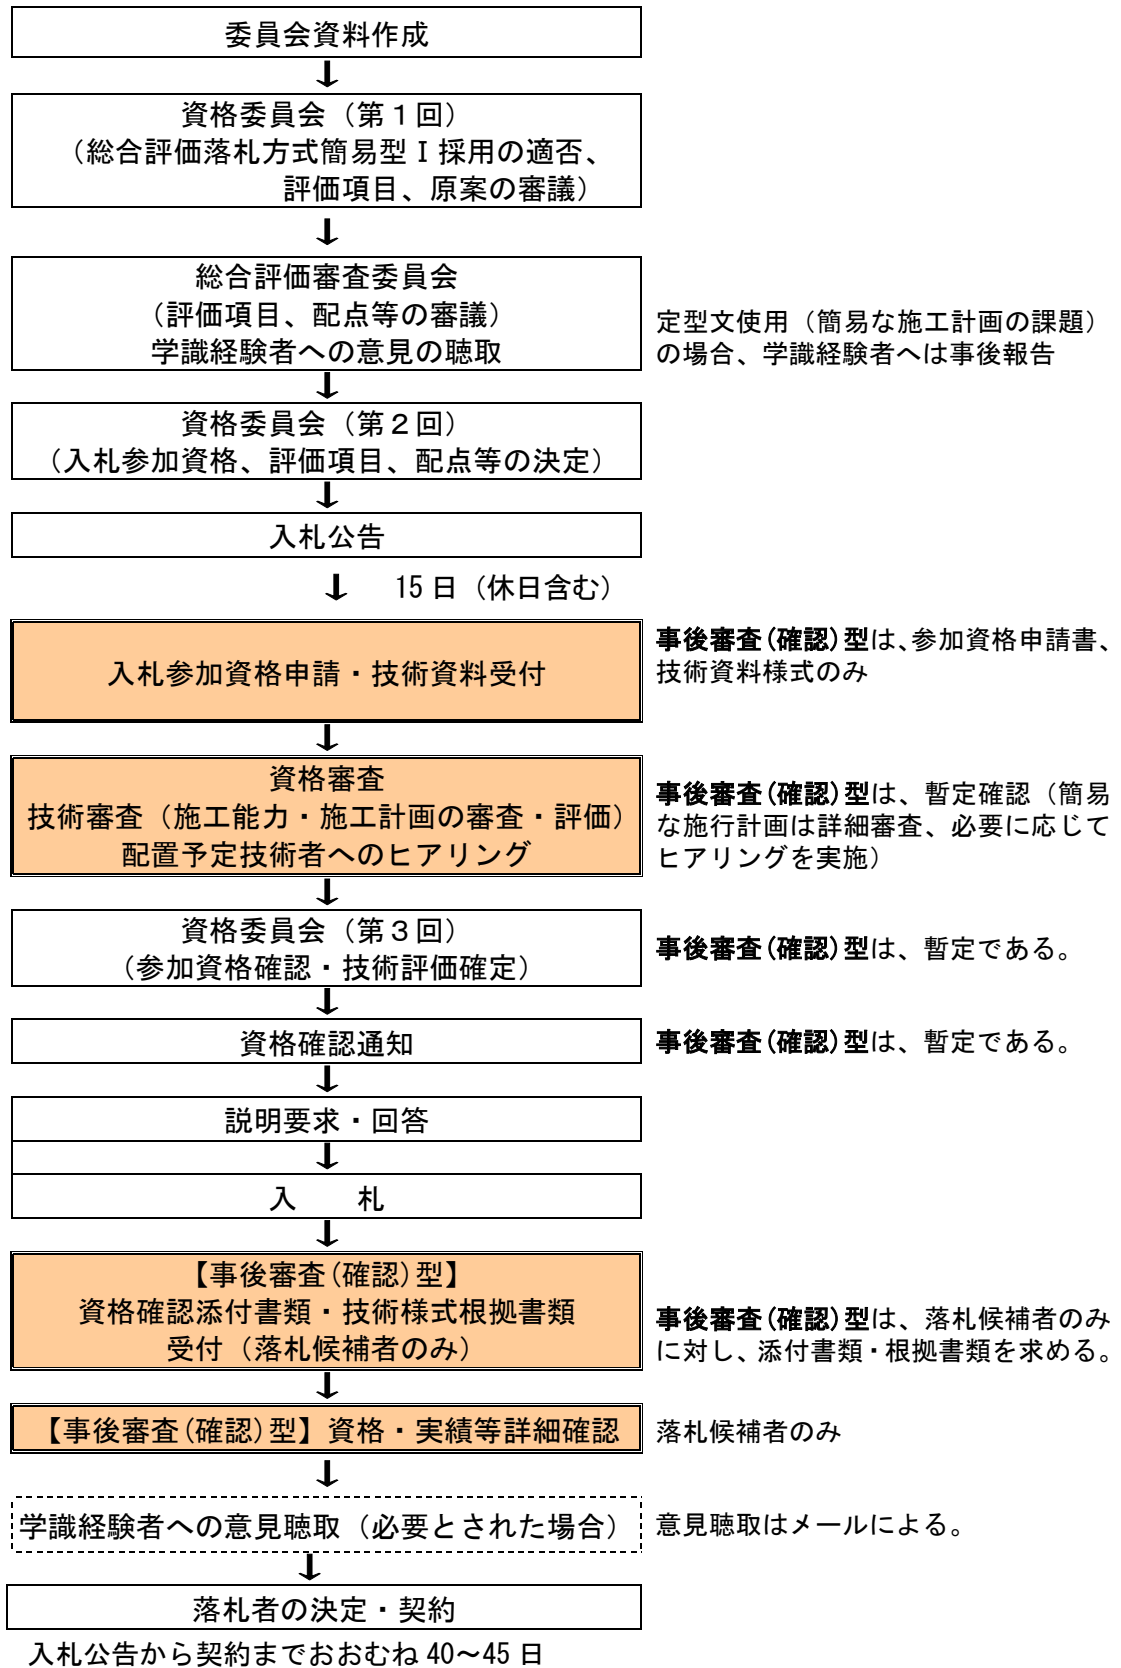 委員会資料作成
↓
資格委員会（第１回）
（総合評価落札方式簡易型Ⅰ採用の適否、
評価項目、原案の審議）
↓
総合評価審査委員会
（評価項目、配点等の審議）
学識経験者への意見の聴取
定型文使用（簡易な施工計画の課題）
の場合、学識経験者へは事後報告
↓
資格委員会（第２回）
（入札参加資格、評価項目、配点等の決定）
↓
入札公告
↓ 15日（休日含む）
入札参加資格申請・技術資料受付
事後審査(確認)型は、参加資格申請書、
技術資料様式のみ
↓
資格審査
技術審査（施工能力・施工計画の審査・評価）
配置予定技術者へのヒアリング
事後審査(確認)型は、暫定確認（簡易
な施行計画は詳細審査、必要に応じて
ヒアリングを実施）
↓
資格委員会（第３回）
（参加資格確認・技術評価確定）
事後審査(確認)型は、暫定である。
↓
資格確認通知
事後審査(確認)型は、暫定である。
↓
説明要求・回答
↓
入　　札
↓
【事後審査(確認)型】
資格確認添付書類・技術様式根拠書類
受付（落札候補者のみ）
事後審査(確認)型は、落札候補者のみ
に対し、添付書類・根拠書類を求める。
↓
【事後審査(確認)型】資格・実績等詳細確認
落札候補者のみ
↓
学識経験者への意見聴取（必要とされた場合）
意見聴取はメールによる。
↓
落札者の決定・契約
入札公告から契約までおおむね40～45日